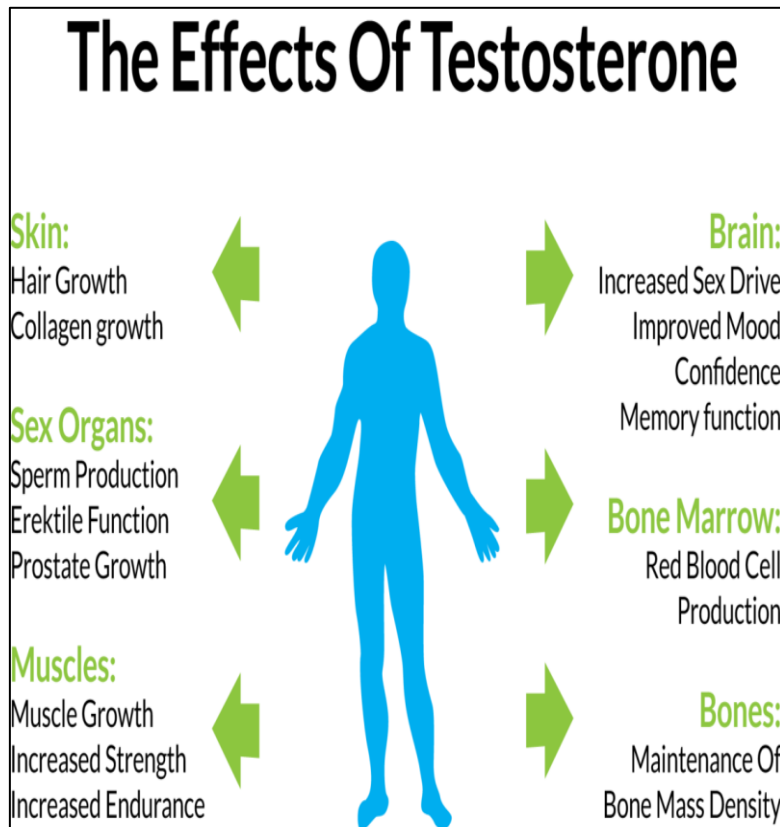 The Effects Of Testosterone
Skin:
Hair Growth
Collagen growth
Sex Organs:
Sperm Production
Erektile Function
Prostate Growth
Muscles:
Muscle Growth
Increased Strength
Increased Endurance
Brain:
Increased Sex Drive
Improved Mood
Confidence
Memory function
Bone Marrow:
Red Blood Cell
Production
Bones:
Maintenance Of
Bone Mass Density